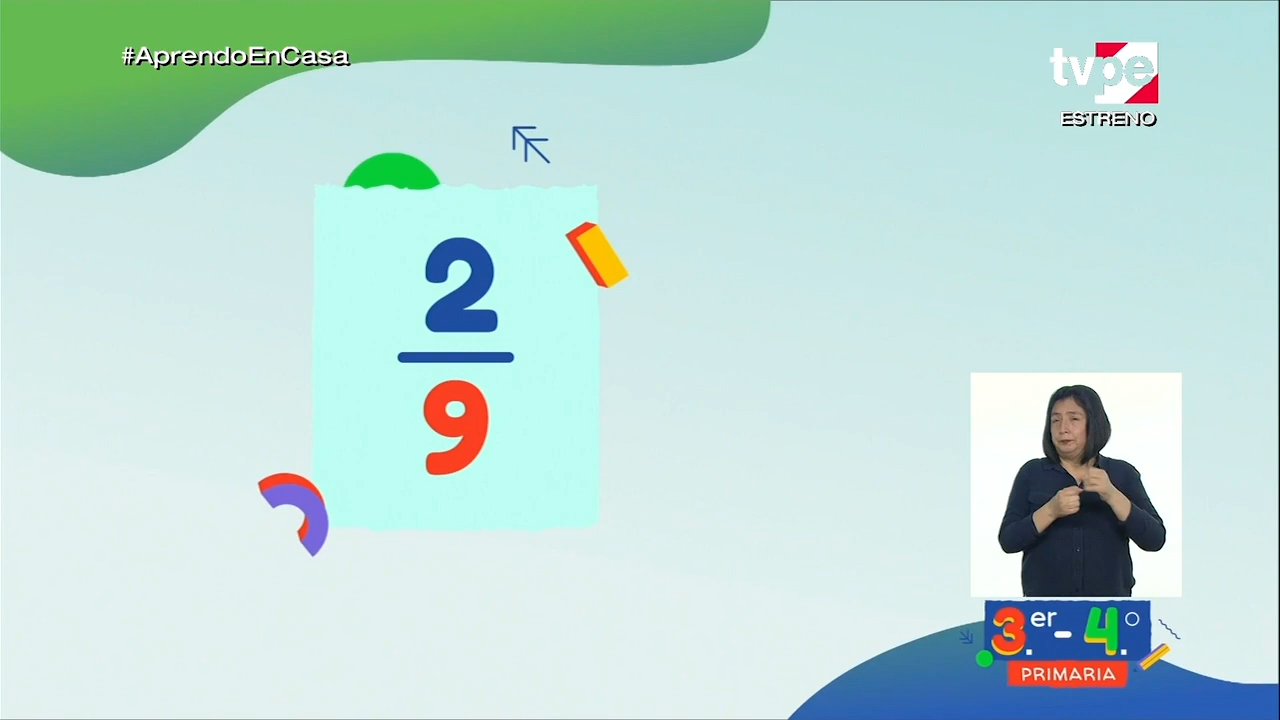 #AprendoEnCasa
tvpe
ESTRENO
2
9
3.er - 4.°
PRIMARIA